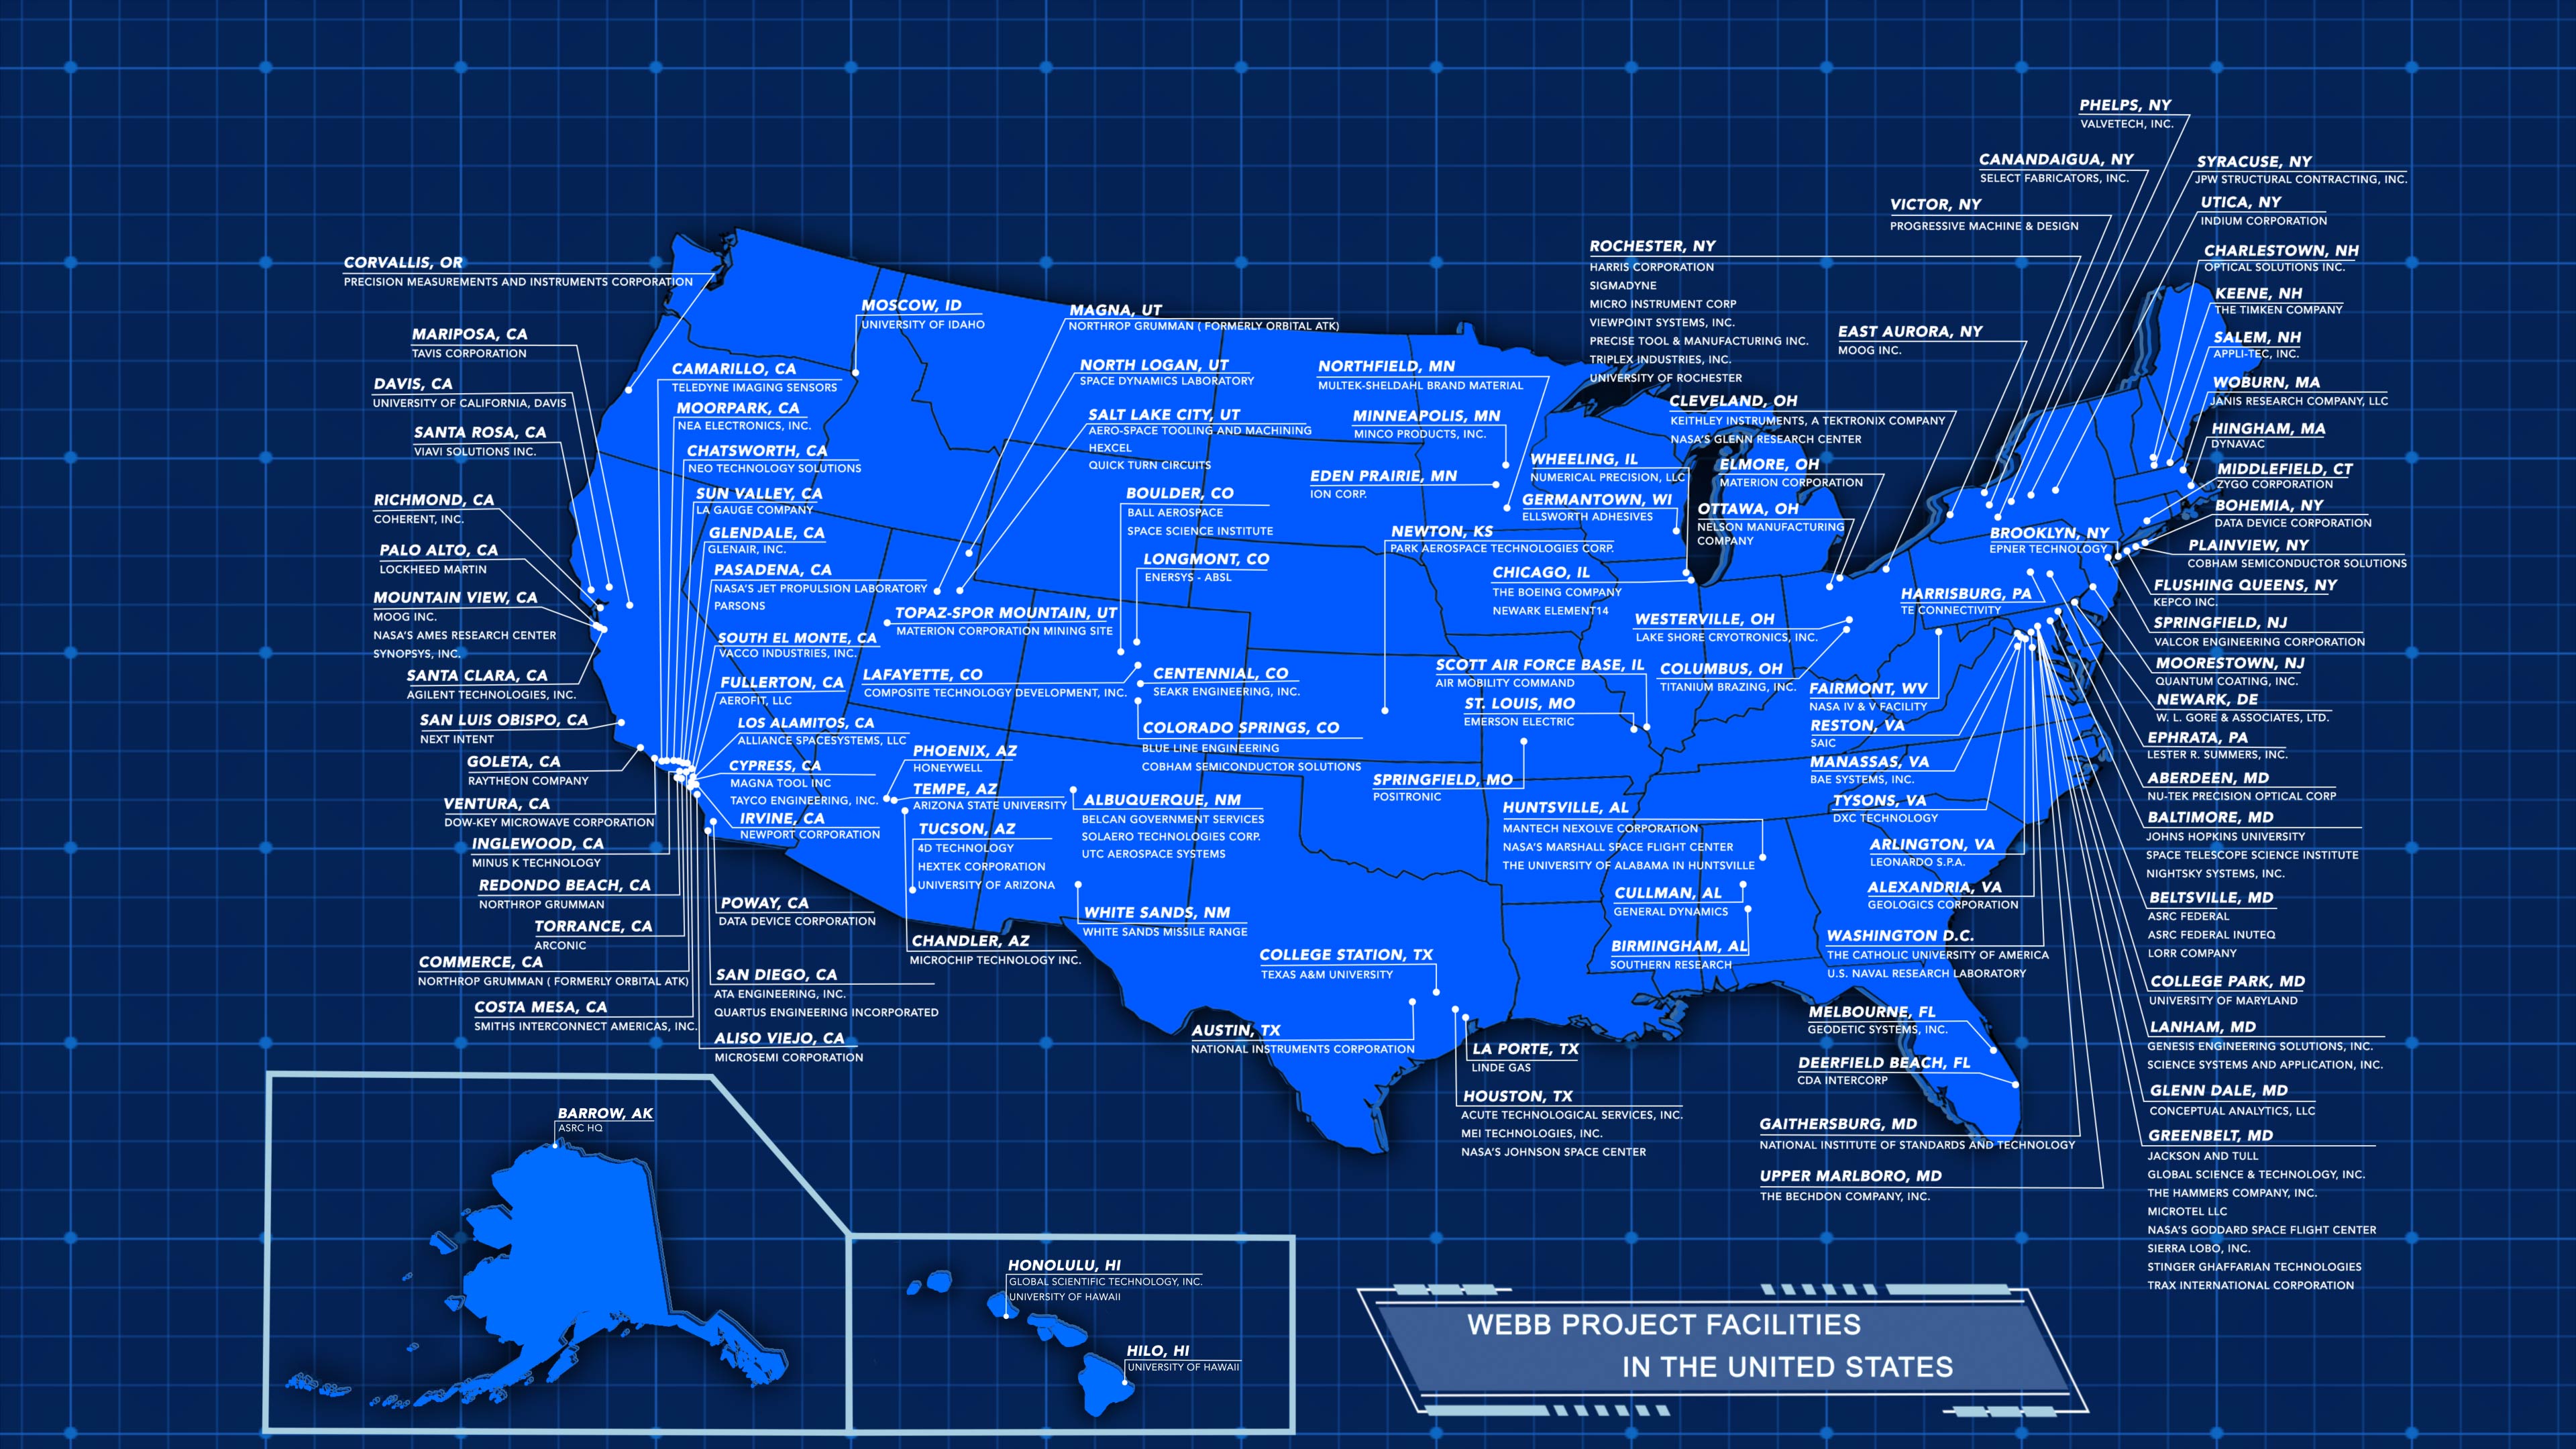 PHELPS, NY
VALVETECH, INC.
CANANDAIGUA, NY
SELECT FABRICATORS, INC.
SYRACUSE, NY
JPW STRUCTURAL CONTRACTING, INC.
VICTOR, NY
PROGRESSIVE MACHINE & DESIGN
UTICA, NY
INDIUM CORPORATION
ROCHESTER, NY
HARRIS CORPORATION
SIGMADYNE
MICRO INSTRUMENT CORP
VIEWPOINT SYSTEMS, INC.
PRECISE TOOL & MANUFACTURING INC.
TRIPLEX INDUSTRIES, INC.
UNIVERSITY OF ROCHESTER
EAST AURORA, NY
MOOG INC.
CHARLESTOWN, NH
OPTICAL SOLUTIONS INC.
KEENE, NH
THE TIMKEN COMPANY
SALEM, NH
APPLI-TEC, INC.
WOBURN, MA
JANIS RESEARCH COMPANY, LLC
HINGHAM, MA
DYNAVAC
MIDDLEFIELD, CT
ZYGO CORPORATION
BOHEMIA, NY
DATA DEVICE CORPORATION
BROOKLYN, NY
EPNER TECHNOLOGY
PLAINVIEW, NY
COBHAM SEMICONDUCTOR SOLUTIONS
FLUSHING QUEENS, NY
KEPCO INC.
SPRINGFIELD, NJ
VALCOR ENGINEERING CORPORATION
MOORESTOWN, NJ
QUANTUM COATING, INC.
NEWARK, DE
W. L. GORE & ASSOCIATES, LTD.
EPHRATA, PA
LESTER R. SUMMERS, INC.
ABERDEEN, MD
NU-TEK PRECISION OPTICAL CORP
BALTIMORE, MD
JOHNS HOPKINS UNIVERSITY
SPACE TELESCOPE SCIENCE INSTITUTE
NIGHTSKY SYSTEMS, INC.
BELTSVILLE, MD
ASRC FEDERAL
ASRC FEDERAL INUTEQ
LORR COMPANY
COLLEGE PARK, MD
UNIVERSITY OF MARYLAND
LANHAM, MD
GENESIS ENGINEERING SOLUTIONS, INC.
SCIENCE SYSTEMS AND APPLICATION, INC.
GLENN DALE, MD
CONCEPTUAL ANALYTICS, LLC
GREENBELT, MD
JACKSON AND TULL
GLOBAL SCIENCE & TECHNOLOGY, INC.
THE HAMMERS COMPANY, INC.
MICROTEL LLC
NASA'S GODDARD SPACE FLIGHT CENTER
SIERRA LOBO, INC.
STINGER GHAFFARIAN TECHNOLOGIES
TRAX INTERNATIONAL CORPORATION
CORVALLIS, OR
PRECISION MEASUREMENTS AND INSTRUMENTS CORPORATION
MARIPOSA, CA
TAVIS CORPORATION
DAVIS, CA
UNIVERSITY OF CALIFORNIA, DAVIS
SANTA ROSA, CA
VIAVI SOLUTIONS INC.
RICHMOND, CA
COHERENT, INC.
PALO ALTO, CA
LOCKHEED MARTIN
MOUNTAIN VIEW, CA
MOOG INC.
NASA'S AMES RESEARCH CENTER
SYNOPSYS, INC.
SANTA CLARA, CA
AGILENT TECHNOLOGIES, INC.
SAN LUIS OBISPO, CA
NEXT INTENT
GOLETA, CA
RAYTHEON COMPANY
VENTURA, CA
DOW-KEY MICROWAVE CORPORATION
INGLEWOOD, CA
MINUS K TECHNOLOGY
REDONDO BEACH, CA
NORTHROP GRUMMAN
TORRANCE, CA
ARCONIC
COMMERCE, CA
NORTHROP GRUMMAN ( FORMERLY ORBITAL ATK)
COSTA MESA, CA
SMITHS INTERCONNECT AMERICAS, INC.
CAMARILLO, CA
TELEDYNE IMAGING SENSORS
MOORPARK, CA
NEA ELECTRONICS, INC.
CHATSWORTH, CA
NEO TECHNOLOGY SOLUTIONS
SUN VALLEY, CA
LA GAUGE COMPANY
GLENDALE, CA
GLENAIR, INC.
PASADENA, CA
NASA'S JET PROPULSION LABORATORY
PARSONS
SOUTH EL MONTE, CA
VACCO INDUSTRIES, INC.
FULLERTON, CA
AEROFIT, LLC
LOS ALAMITOS, CA
ALLIANCE SPACESYSTEMS, LLC
CYPRESS, CA
MAGNA TOOL INC
TAYCO ENGINEERING, INC.
IRVINE, CA
NEWPORT CORPORATION
POWAY, CA
DATA DEVICE CORPORATION
SAN DIEGO, CA
ATA ENGINEERING, INC.
QUARTUS ENGINEERING INCORPORATED
ALISO VIEJO, CA
MICROSEMI CORPORATION
MOSCOW, ID
UNIVERSITY OF IDAHO
MAGNA, UT
NORTHROP GRUMMAN ( FORMERLY ORBITAL ATK)
NORTH LOGAN, UT
SPACE DYNAMICS LABORATORY
SALT LAKE CITY, UT
AERO-SPACE TOOLING AND MACHINING
HEXCEL
QUICK TURN CIRCUITS
BOULDER, CO
BALL AEROSPACE
SPACE SCIENCE INSTITUTE
LONGMONT, CO
ENERSYS - ABSL
TOPAZ-SPOR MOUNTAIN, UT
MATERION CORPORATION MINING SITE
LAFAYETTE, CO
COMPOSITE TECHNOLOGY DEVELOPMENT, INC.
CENTENNIAL, CO
SEAKR ENGINEERING, INC.
COLORADO SPRINGS, CO
BLUE LINE ENGINEERING
COBHAM SEMICONDUCTOR SOLUTIONS
PHOENIX, AZ
HONEYWELL
TEMPE, AZ
ARIZONA STATE UNIVERSITY
TUCSON, AZ
4D TECHNOLOGY
HEXTEK CORPORATION
UNIVERSITY OF ARIZONA
CHANDLER, AZ
MICROCHIP TECHNOLOGY INC.
ALBUQUERQUE, NM
BELCAN GOVERNMENT SERVICES
SOLAERO TECHNOLOGIES CORP.
UTC AEROSPACE SYSTEMS
WHITE SANDS, NM
WHITE SANDS MISSILE RANGE
NORTHFIELD, MN
MULTEK-SHELDAHL BRAND MATERIAL
MINNEAPOLIS, MN
MINCO PRODUCTS, INC.
EDEN PRAIRIE, MN
ION CORP.
NEWTON, KS
PARK AEROSPACE TECHNOLOGIES CORP.
WHEELING, IL
NUMERICAL PRECISION, LLC
GERMANTOWN, WI
ELLSWORTH ADHESIVES
CHICAGO, IL
THE BOEING COMPANY
NEWARK ELEMENT14
CLEVELAND, OH
KEITHLEY INSTRUMENTS, A TEKTRONIX COMPANY
NASA'S GLENN RESEARCH CENTER
ELMORE, OH
MATERION CORPORATION
OTTAWA, OH
NELSON MANUFACTURING
COMPANY
WESTERVILLE, OH
LAKE SHORE CRYOTRONICS, INC.
COLUMBUS, OH
TITANIUM BRAZING, INC.
SCOTT AIR FORCE BASE, IL
AIR MOBILITY COMMAND
ST. LOUIS, MO
EMERSON ELECTRIC
SPRINGFIELD, MO
POSITRONIC
HARRISBURG, PA
TE CONNECTIVITY
FAIRMONT, WV
NASA IV & V FACILITY
RESTON, VA
SAIC
MANASSAS, VA
BAE SYSTEMS, INC.
TYSONS, VA
DXC TECHNOLOGY
ARLINGTON, VA
LEONARDO S.P.A.
ALEXANDRIA, VA
GEOLOGICS CORPORATION
WASHINGTON D.C.
THE CATHOLIC UNIVERSITY OF AMERICA
U.S. NAVAL RESEARCH LABORATORY
HUNTSVILLE, AL
MANTECH NEXOLVE CORPORATION
NASA'S MARSHALL SPACE FLIGHT CENTER
THE UNIVERSITY OF ALABAMA IN HUNTSVILLE
CULLMAN, AL
GENERAL DYNAMICS
BIRMINGHAM, AL
SOUTHERN RESEARCH
COLLEGE STATION, TX
TEXAS A&M UNIVERSITY
AUSTIN, TX
NATIONAL INSTRUMENTS CORPORATION
LA PORTE, TX
LINDE GAS
HOUSTON, TX
ACUTE TECHNOLOGICAL SERVICES, INC.
MEI TECHNOLOGIES, INC.
NASA'S JOHNSON SPACE CENTER
MELBOURNE, FL
GEODETIC SYSTEMS, INC.
DEERFIELD BEACH, FL
CDA INTERCORP
GAITHERSBURG, MD
NATIONAL INSTITUTE OF STANDARDS AND TECHNOLOGY
UPPER MARLBORO, MD
THE BECHDON COMPANY, INC.
BARROW, AK
ASRC HQ
HONOLULU, HI
GLOBAL SCIENTIFIC TECHNOLOGY, INC.
UNIVERSITY OF HAWAII
HILO, HI
UNIVERSITY OF HAWAII
WEBB PROJECT FACILITIES
IN THE UNITED STATES